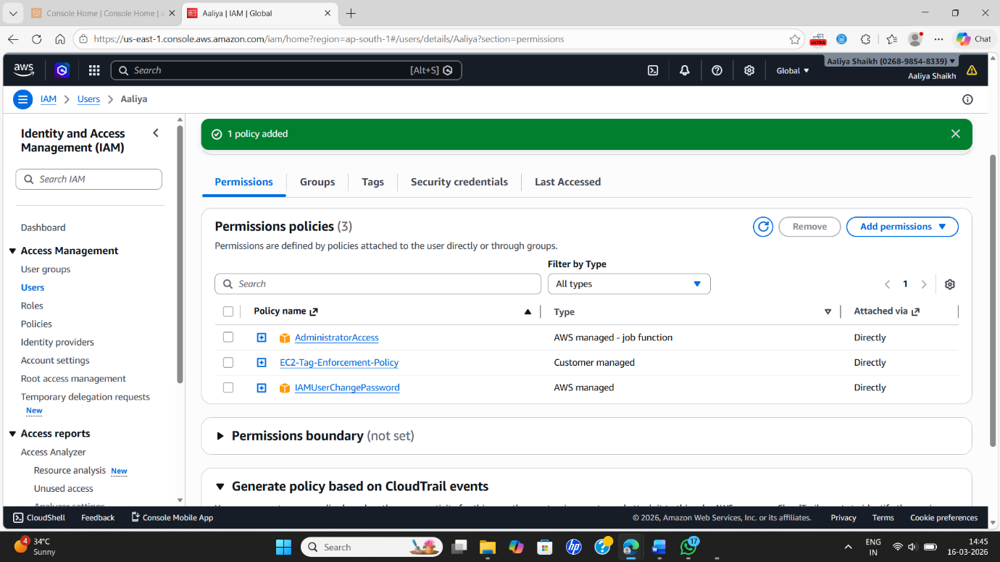 Console Home | Console Home | a
Aaliya | IAM | Global
https://us-east-1.console.aws.amazon.com/iam/home?region=ap-south-1#/users/details/Aaliya?section=permissions
ULTRA
Chat
aws
Search
[Alt+S]
Global
Aaliya Shaikh (0268-9854-8339)
Aaliya Shaikh
IAM
Users
Aaliya
Identity and Access
Management (IAM)
Search IAM
Dashboard
Access Management
User groups
Users
Roles
Policies
Identity providers
Account settings
Root access management
Temporary delegation requests
New
Access reports
Access Analyzer
Resource analysis New
Unused access
Analyzer settings
1 policy added
Permissions
Groups
Tags
Security credentials
Last Accessed
Permissions policies (3)
Remove
Add permissions
Permissions are defined by policies attached to the user directly or through groups.
Filter by Type
Search
All types
1
Policy name
Type
Attached via
AdministratorAccess
AWS managed - job function
Directly
EC2-Tag-Enforcement-Policy
Customer managed
Directly
IAMUserChangePassword
AWS managed
Directly
Permissions boundary (not set)
Generate policy based on CloudTrail events
CloudShell
Feedback
Console Mobile App
© 2026, Amazon Web Services, Inc. or its affiliates.
Privacy
Terms
Cookie preferences
4
34°C
Sunny
Search
17
ENG
IN
14:45
16-03-2026